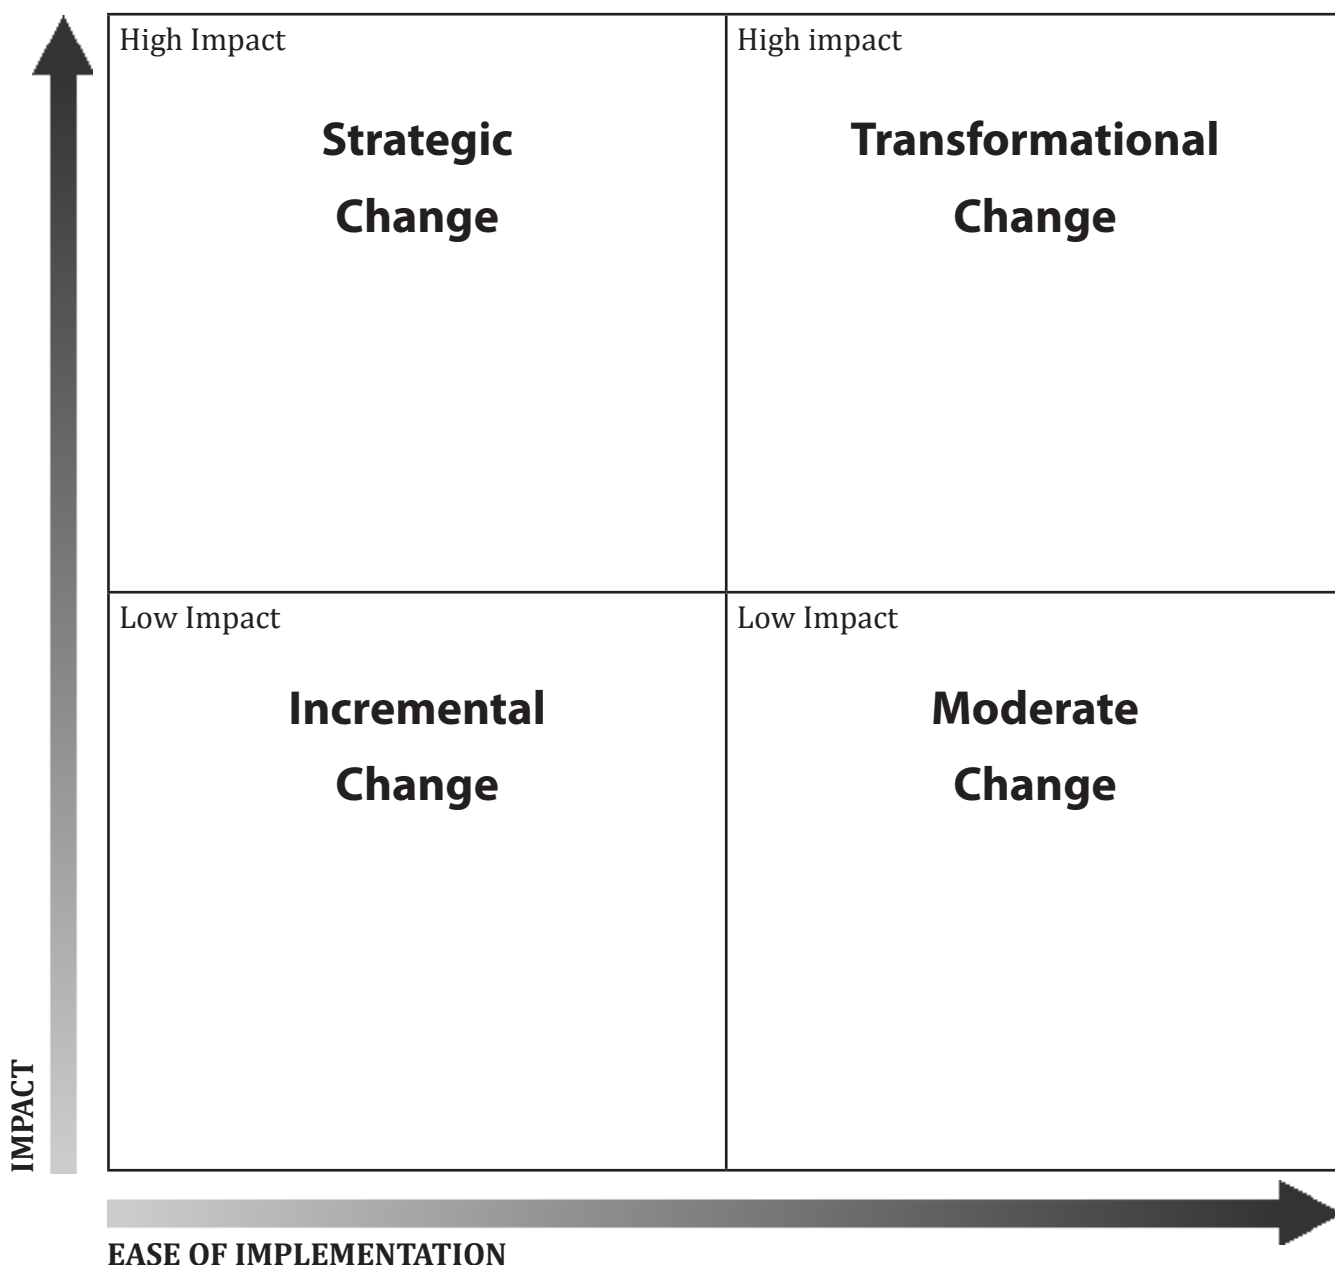 High Impact
Strategic
Change
High impact
Transformational
Change
Low Impact
Incremental
Change
Low Impact
Moderate
Change
IMPACT
EASE OF IMPLEMENTATION